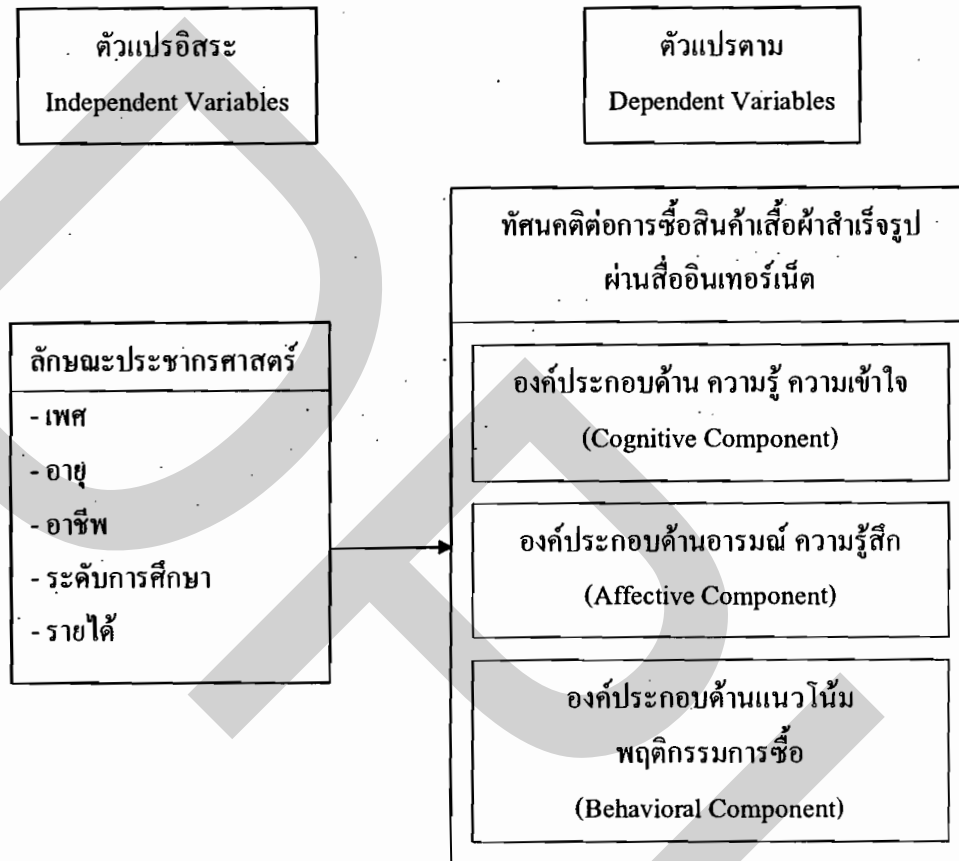 ตัวแปรอิสระ
Independent Variables
ตัวแปรตาม
Dependent Variables
ทัศนคติต่อการซื้อสินค้าเสื้อผ้าสำเร็จรูป
ผ่านสื่ออินเทอร์เน็ต
ลักษณะประชากรศาสตร์
- เพศ
- อายุ
- อาชีพ
- ระดับการศึกษา
- รายได้
องค์ประกอบด้าน ความรู้ ความเข้าใจ
(Cognitive Component)
องค์ประกอบด้านอารมณ์ ความรู้สึก
(Affective Component)
องค์ประกอบด้านแนวโน้ม
พฤติกรรมการซื้อ
(Behavioral Component)